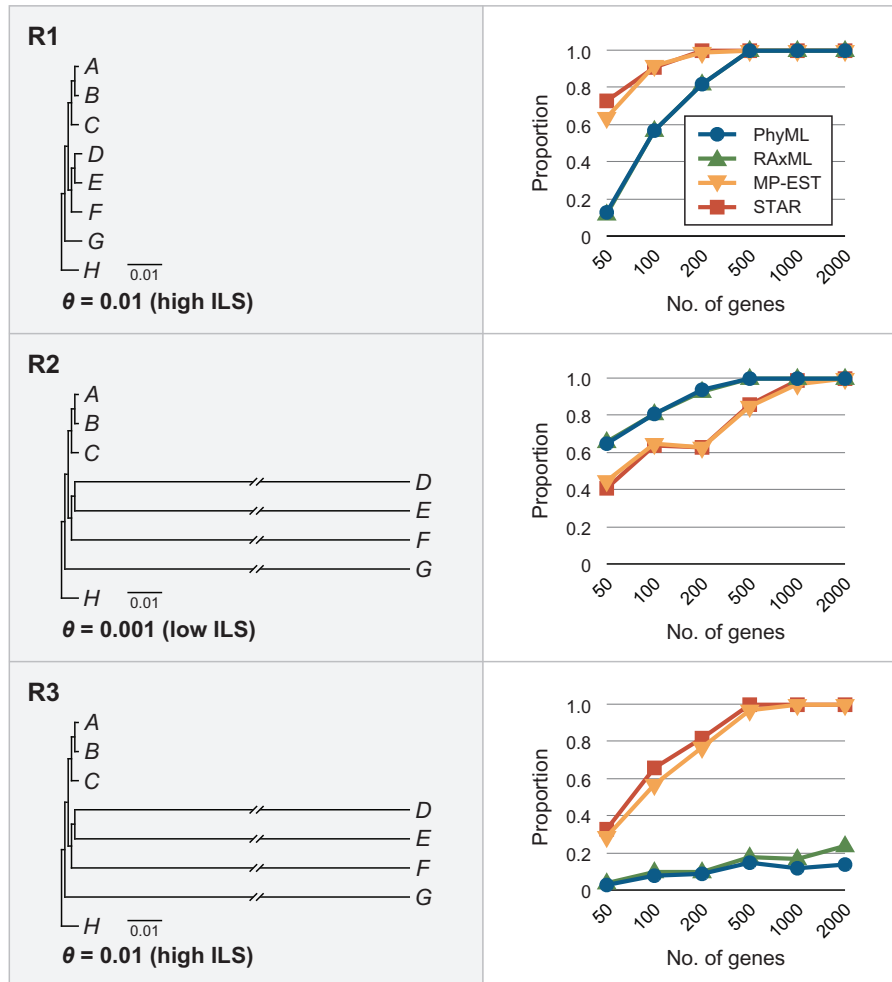 R1
A
B
C
D
E
F
G
H
0.01
θ = 0.01 (high ILS)
Proportion
1.0
0.8
0.6
0.4
0.2
0
50
100
200
500
1000
2000
No. of genes
PhyML
RAxML
MP-EST
STAR
R2
A
B
C
D
E
F
G
H
0.01
θ = 0.001 (low ILS)
Proportion
1.0
0.8
0.6
0.4
0.2
0
50
100
200
500
1000
2000
No. of genes
R3
A
B
C
D
E
F
G
H
0.01
θ = 0.01 (high ILS)
Proportion
1.0
0.8
0.6
0.4
0.2
0
50
100
200
500
1000
2000
No. of genes